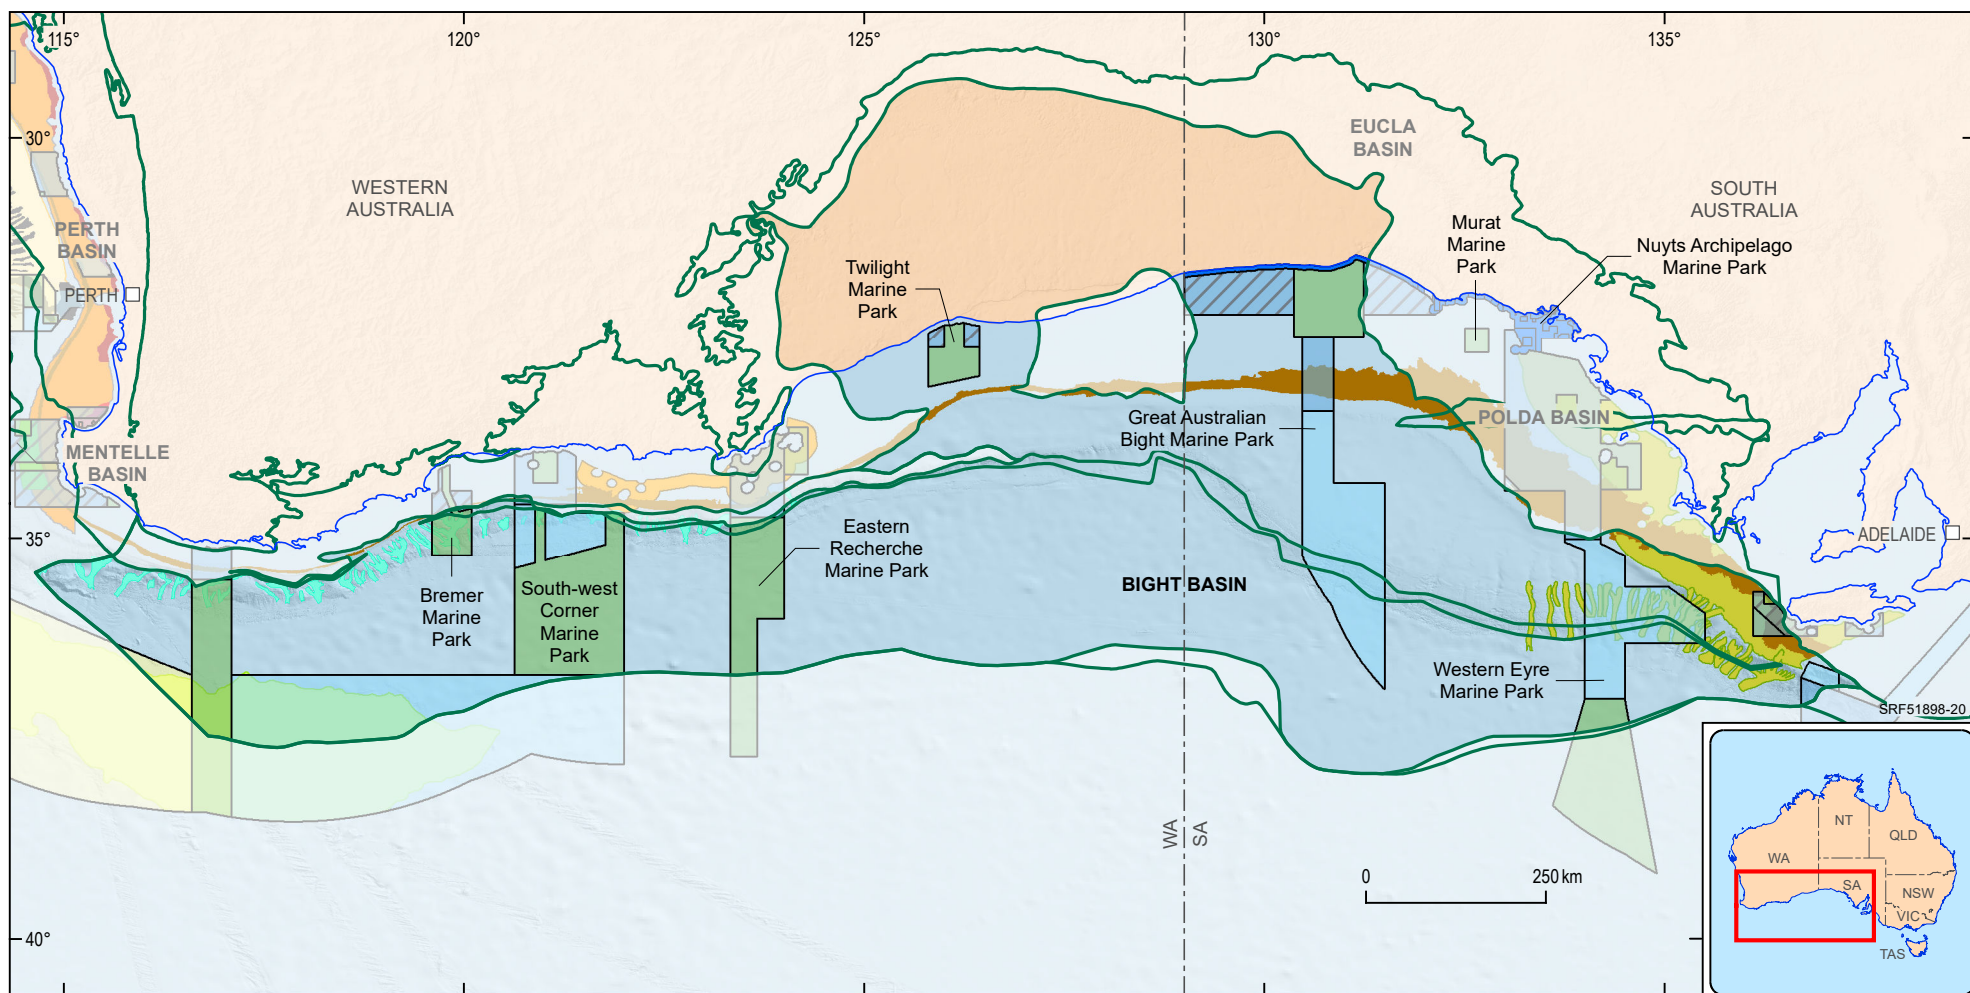 115°
120°
125°
130°
135°
30°
35°
40°
WESTERN
AUSTRALIA
EUCLA
BASIN
SOUTH
AUSTRALIA
PERTH
BASIN
PERTH
Twilight
Marine
Park
Murat
Marine
Park
Nuyts Archipelago
Marine Park
MENTELLE
BASIN
Great Australian
Bight Marine Park
POLDA BASIN
ADELAIDE
Eastern
Recherche
Marine Park
Bremer
Marine
Park
South-west
Corner
Marine
Park
BIGHT BASIN
Western Eyre
Marine Park
SRF51898-20
WA
SA
0
250 km
NT
QLD
WA
SA
NSW
VIC
TAS